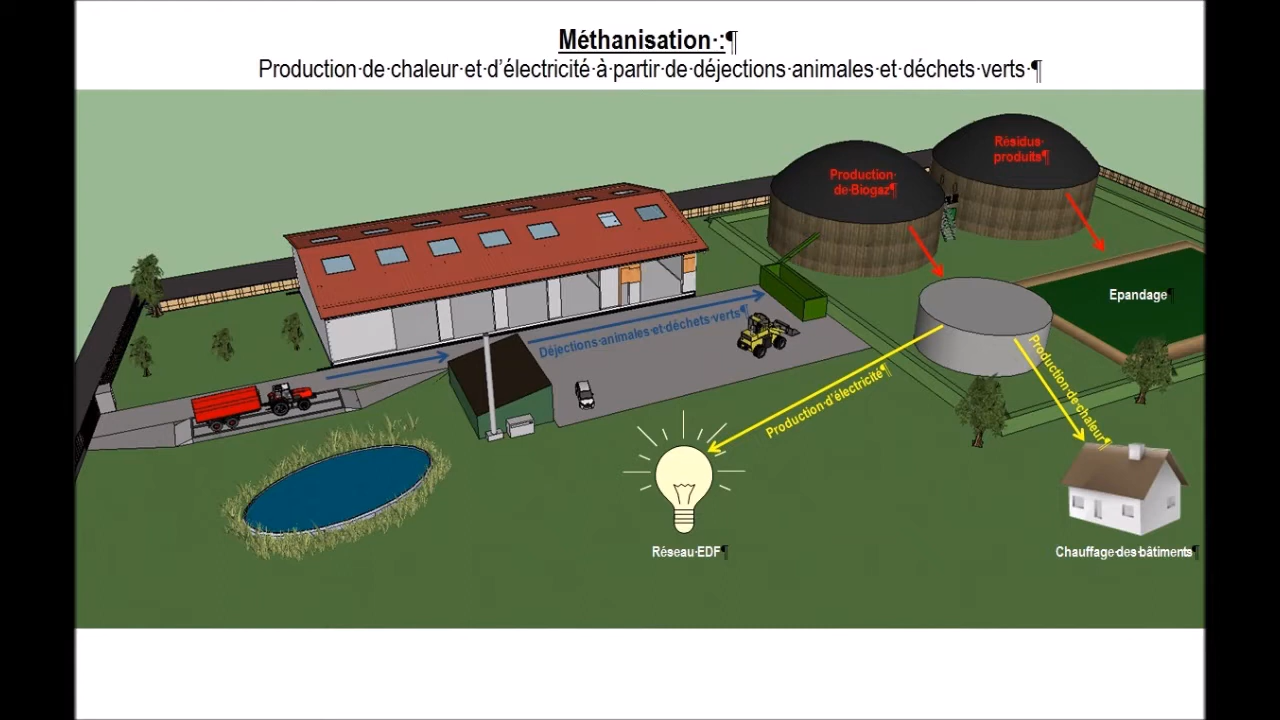 Méthanisation·:¶
Production·de·chaleur·et·d’électricité·à·partir·de·déjections·animales·et·déchets·verts·¶
Résidus·
produits¶
Production·
de·Biogaz¶
Epandage¶
Déjections·animales·et·déchets·verts¶
Production·d’électricité¶
Production·de·chaleur¶
Réseau·EDF¶
Chauffage·des·bâtiments¶